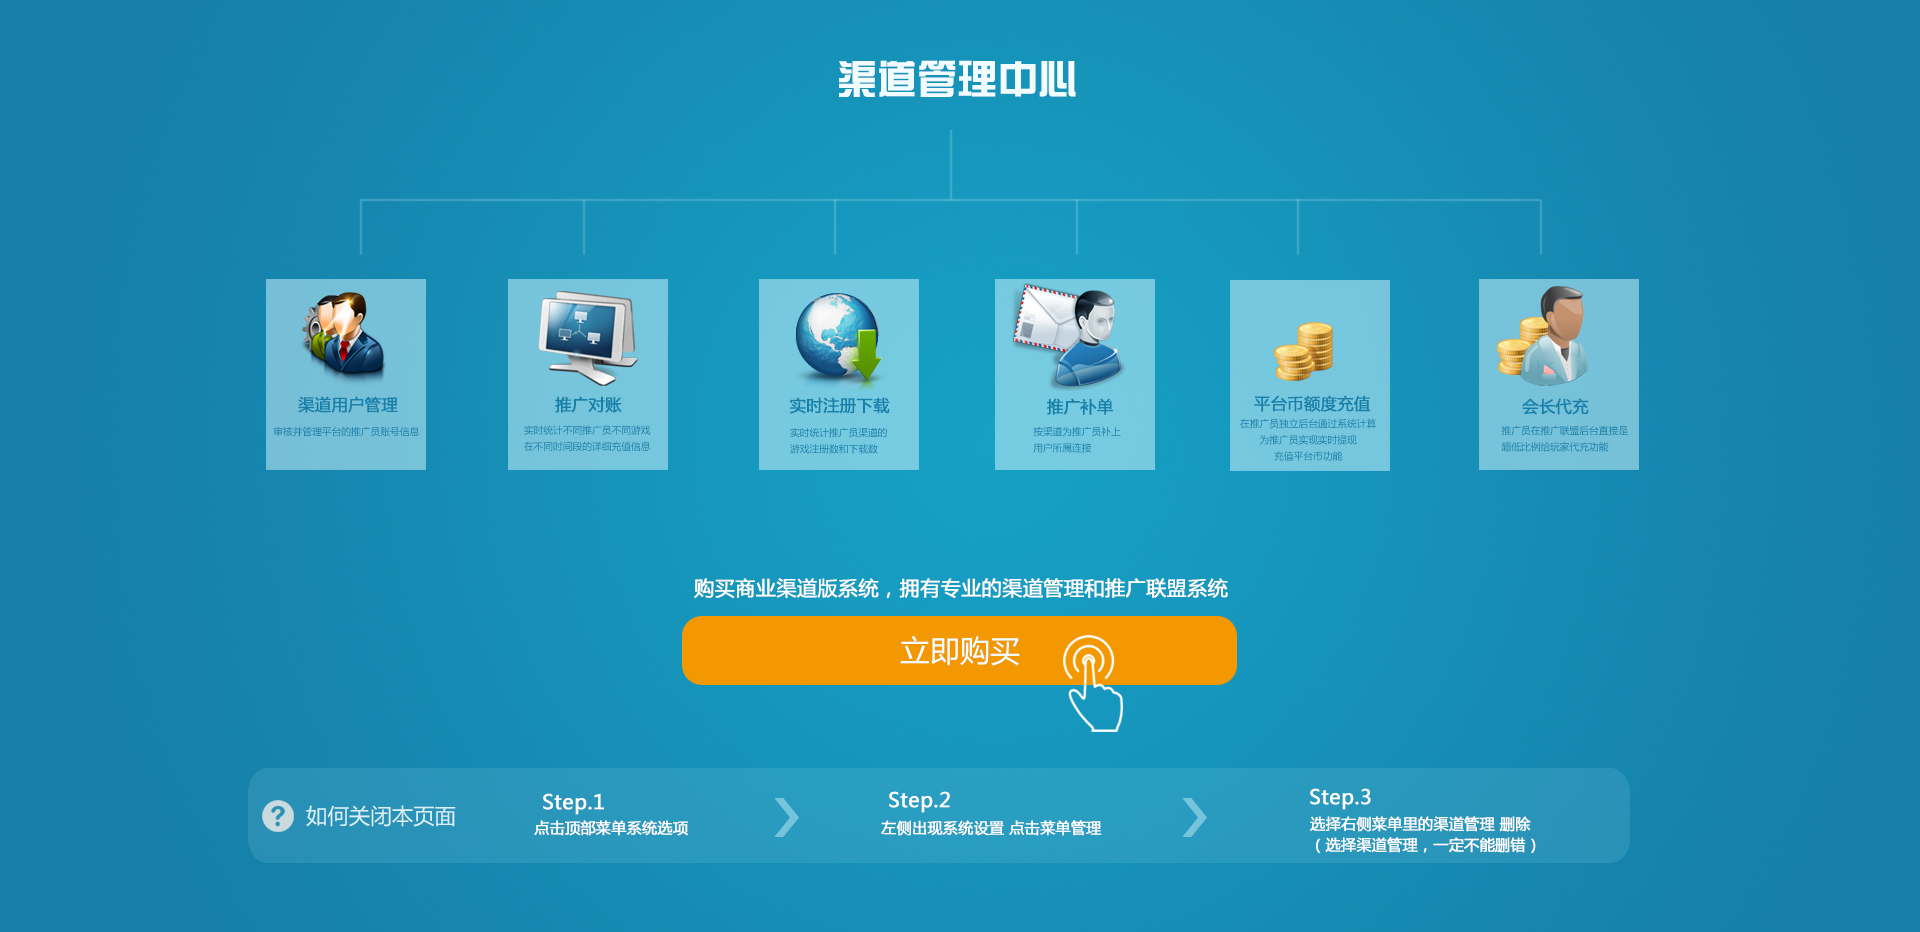 渠道管理中心
渠道用户管理
审核并管理平台的推广员账号信息
推广对账
实时统计不同推广员不同游戏
在不同时间段的详细充值信息
实时注册下载
实时统计推广员渠道的
游戏注册数和下载数
推广补单
按渠道为推广员补上
用户所属连接
平台币额度充值
在推广员独立后台通过系统计算
为推广员实现实时提现
充值平台币功能
会长代充
推广员在推广联盟后台直接是
超低比例给玩家代充功能
购买商业渠道版系统，拥有专业的渠道管理和推广联盟系统
立即购买
? 如何关闭本页面
Step.1
点击顶部菜单系统选项
Step.2
左侧出现系统设置 点击菜单管理
Step.3
选择右侧菜单里的渠道管理 删除
（选择渠道管理，一定不能删错）